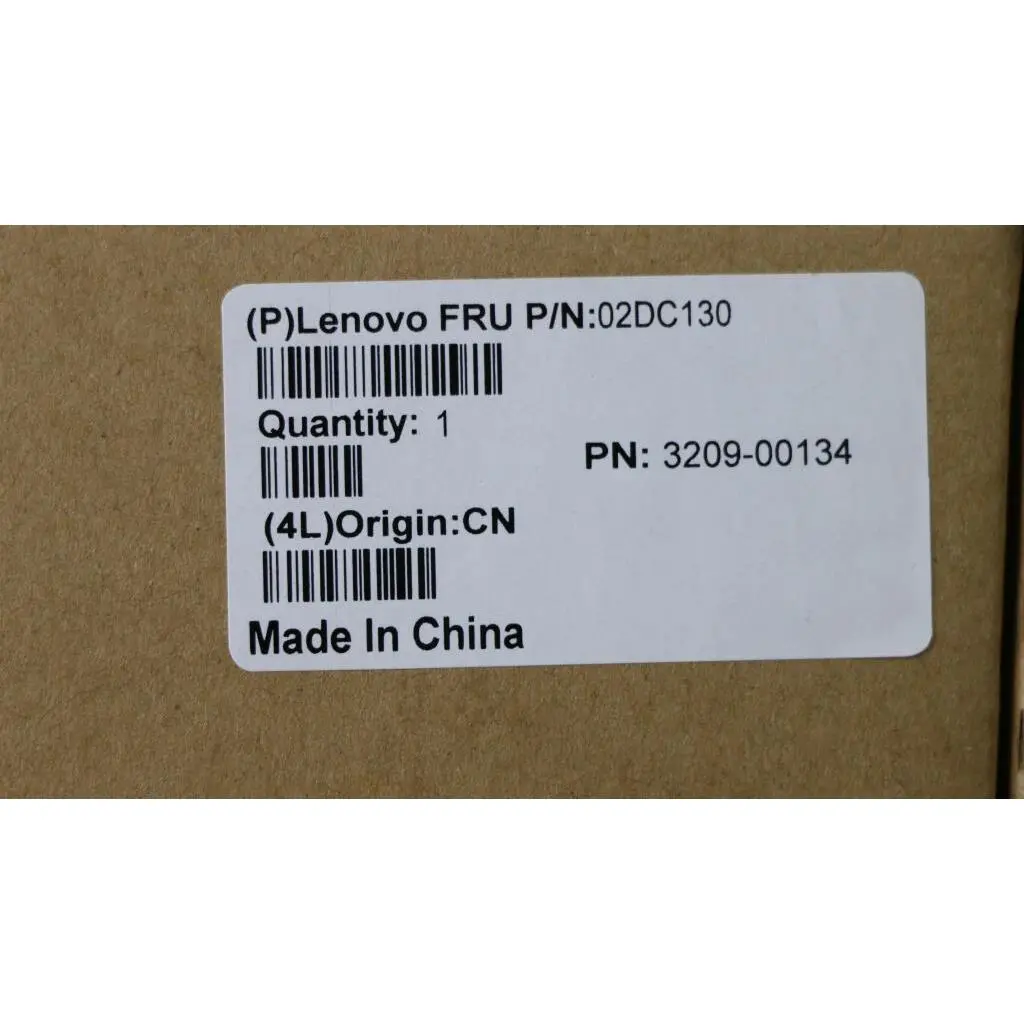 (P)Lenovo FRU P/N:02DC130
Quantity: 1
PN: 3209-00134
(4L)Origin:CN
Made In China